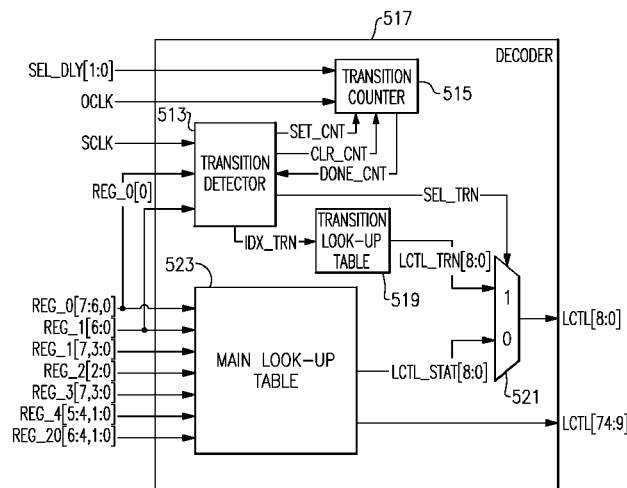 517
DECODER
SEL_DLY[1:0]
TRANSITION
COUNTER
515
OCLK
513
SET_CNT
SCLK
CLR_CNT
TRANSITION
DETECTOR
DONE_CNT
REG_0[0]
SEL_TRN
IDX_TRN
TRANSITION
LOOK-UP
TABLE
519
LCTL_TRN[8:0]
523
REG_0[7:6,0]
REG_1[6:0]
REG_1[7,3:0]
REG_2[2:0]
REG_3[7,3:0]
REG_4[5:4,1:0]
REG_20[6:4,1:0]
MAIN LOOK-UP
TABLE
1
0
LCTL[8:0]
LCTL_STAT[8:0]
521
LCTL[74:9]